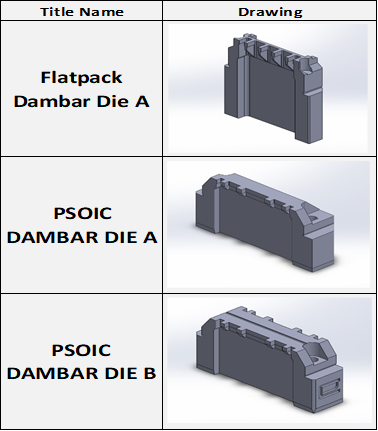 Title Name
Drawing
Flatpack
Dambar Die A
PSOIC
DAMBAR DIE A
PSOIC
DAMBAR DIE B